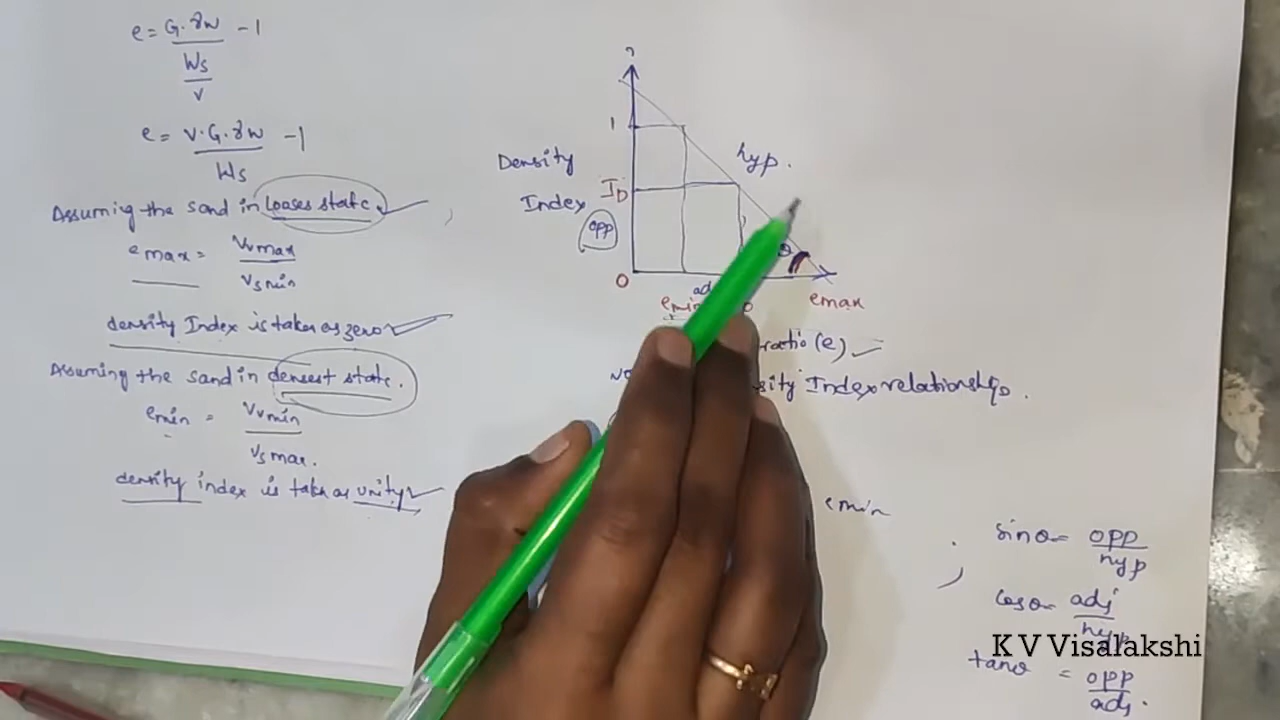 e = G.γw / (Ws/V) - 1
e = V.G.γw / Ws - 1
Assuming the sand in Looses state.
emax = Vvmax / Vsmin
density Index is taken as zero
Assuming the sand in densest state.
emin = Vvmin / Vsmax.
density index is taken as unity
1
Density
Index
ID
opp
hyp.
θ
0
adj
emin
e
emax
ratio (e)
Index relationship.
emin
sinθ = opp / hyp
cosθ = adj / hyp
tanθ = opp / adj.
K V Visalakshi